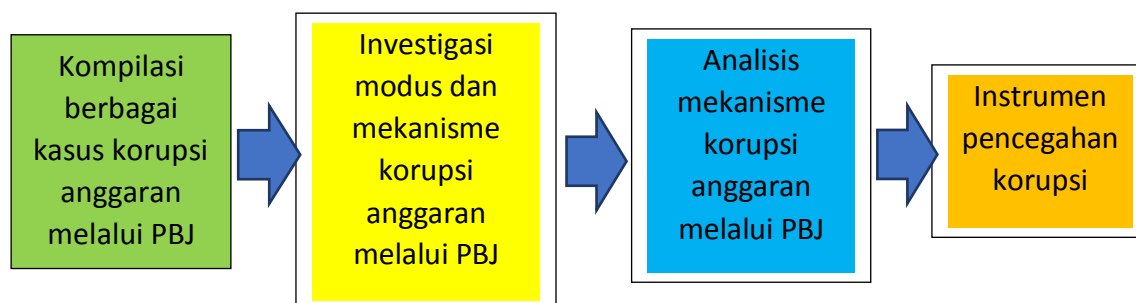 Kompilasi
berbagai
kasus korupsi
anggaran
melalui PBJ
Investigasi
modus dan
mekanisme
korupsi
anggaran
melalui PBJ
Analisis
mekanisme
korupsi
anggaran
melalui PBJ
Instrumen
pencegahan
korupsi